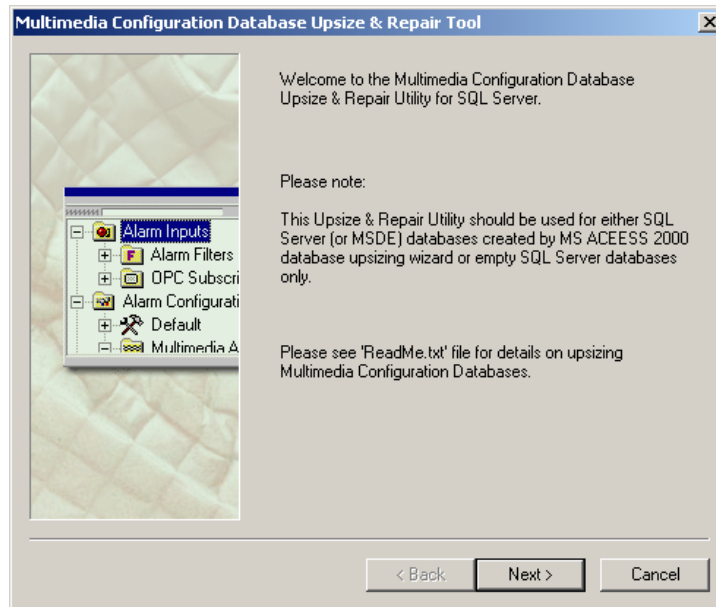 Multimedia Configuration Database Upsize & Repair Tool
Welcome to the Multimedia Configuration Database
Upsize & Repair Utility for SQL Server.
Please note:
This Upsize & Repair Utility should be used for either SQL
Server (or MSDE) databases created by MS ACEESS 2000
database upsizing wizard or empty SQL Server databases
only.
Please see 'ReadMe.txt' file for details on upsizing
Multimedia Configuration Databases.
Alarm Inputs
F Alarm Filters
OPC Subscri
Alarm Configurati
Default
Multimedia A
< Back
Next >
Cancel